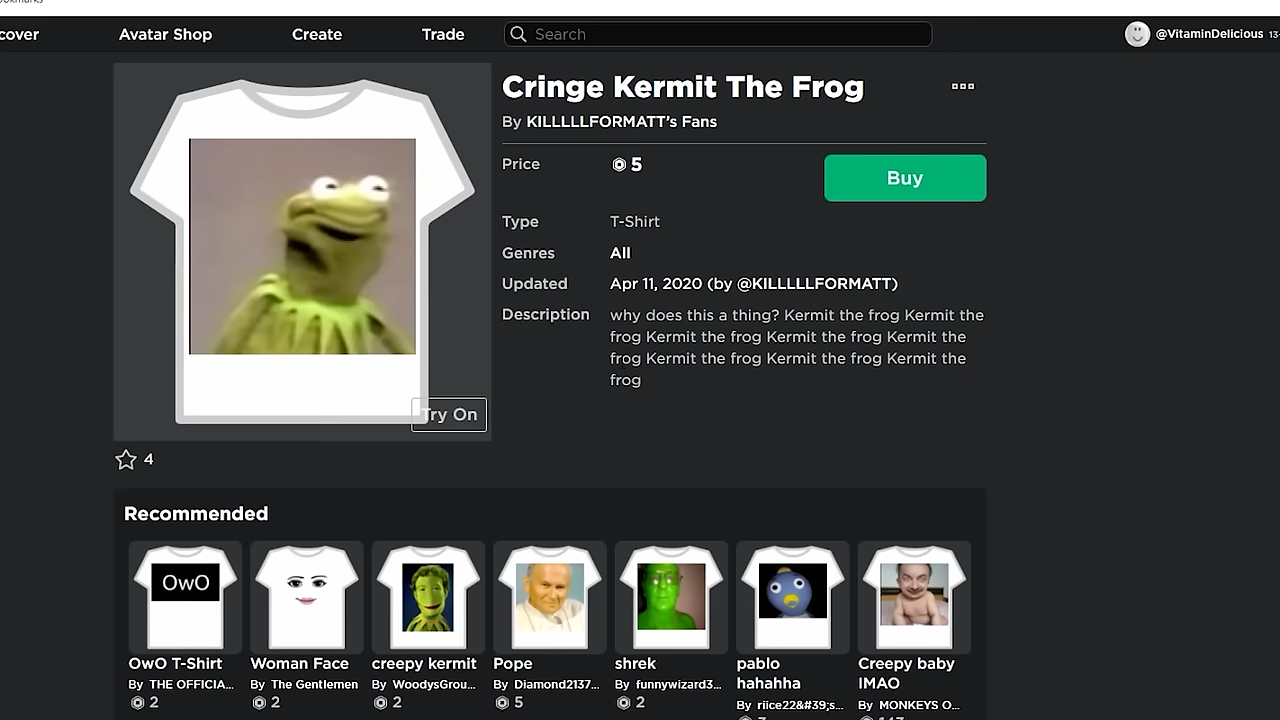 cover Avatar Shop Create Trade Search @VitaminDelicious 13
Cringe Kermit The Frog
By KILLLLLFORMATT's Fans
Price 5 Buy
Type T-Shirt
Genres All
Updated Apr 11, 2020 (by @KILLLLLFORMATT)
Description why does this a thing? Kermit the frog Kermit the
frog Kermit the frog Kermit the frog Kermit the
frog Kermit the frog Kermit the frog Kermit the
frog
Try On
4
Recommended
OwO
OwO T-Shirt Woman Face creepy kermit Pope shrek pablo hahahha Creepy baby lMAO
By THE OFFICIA... By The Gentlemen By WoodysGrou... By Diamond2137... By funnywizard3... By riice22&#39;s... By MONKEYS O...
2 2 2 5 2